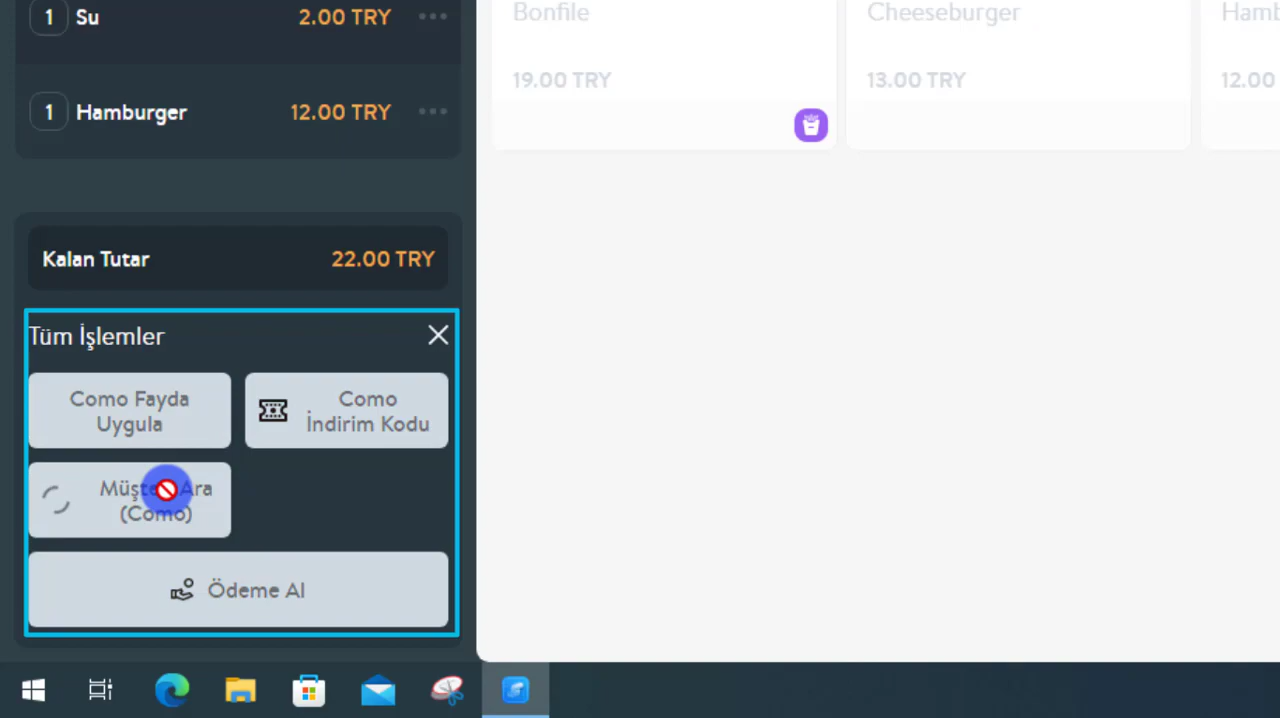 1 Su 2.00 TRY
1 Hamburger 12.00 TRY
Kalan Tutar 22.00 TRY
Tüm İşlemler
Como Fayda
Uygula
Como
İndirim Kodu
Ara
(Como)
Ödeme Al
Bonfile
19.00 TRY
Cheeseburger
13.00 TRY
12.00